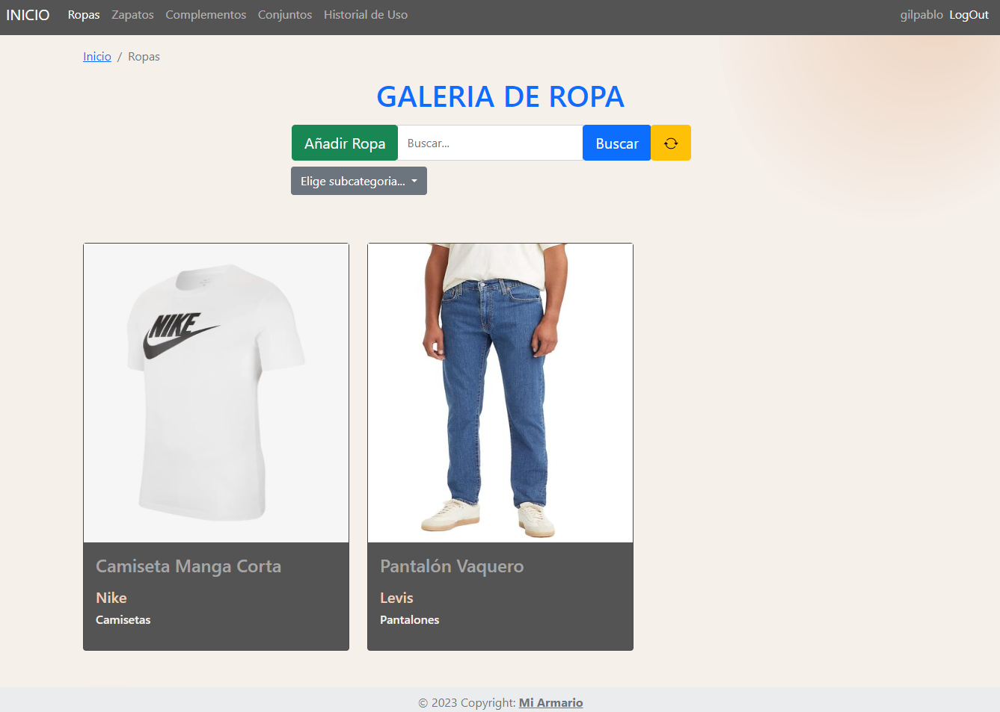 INICIO Ropas Zapatos Complementos Conjuntos Historial de Uso gilpablo LogOut
Inicio / Ropas
GALERIA DE ROPA
Añadir Ropa Buscar... Buscar
Elige subcategoria...
NIKE
Camiseta Manga Corta
Nike
Camisetas
Pantalón Vaquero
Levis
Pantalones
© 2023 Copyright: Mi Armario